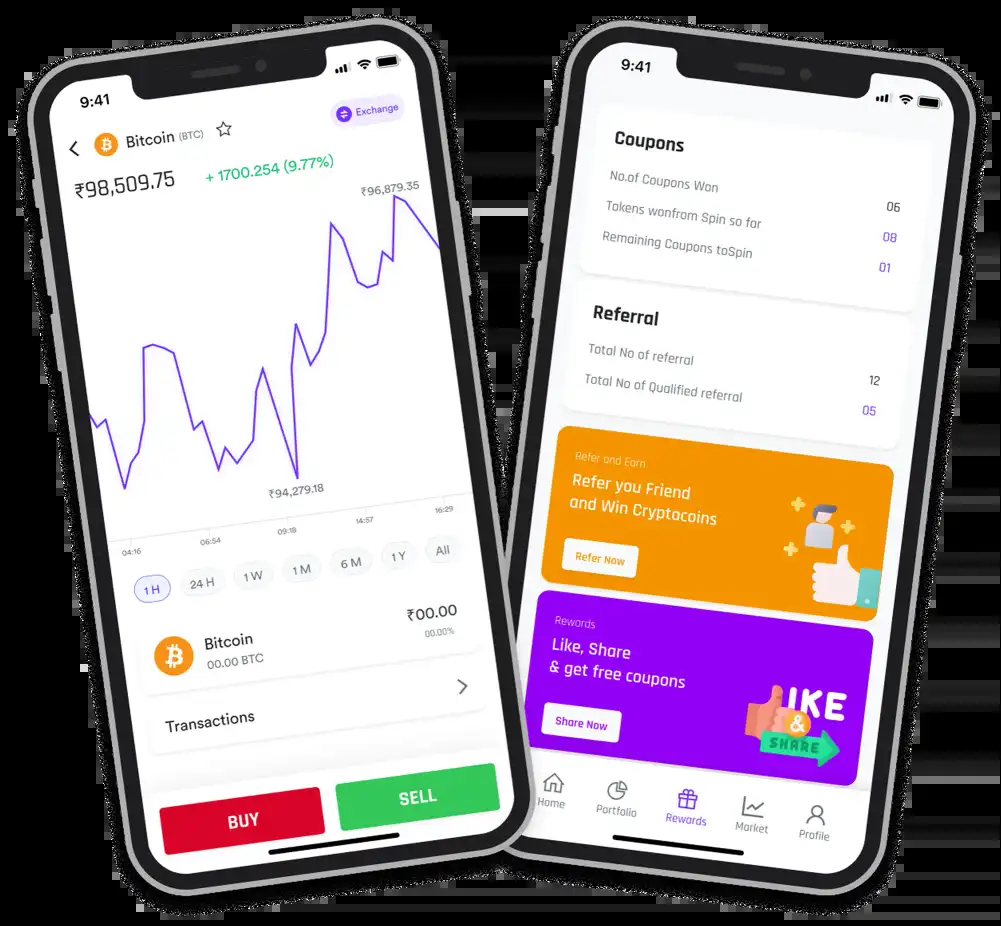 9:41
Bitcoin (BTC)
Exchange
₹98,509.75
+ 1700.254 (9.77%)
₹96,879.35
₹94,279.18
04:16 06:54 09:18 14:57 16:29
1 H 24 H 1 W 1 M 6 M 1 Y All
Bitcoin ₹00.00
00.00 BTC 00.00%
Transactions
BUY SELL
9:41
Coupons
No.of Coupons Won 06
Tokens wonfrom Spin so far 08
Remaining Coupons toSpin 01
Referral
Total No of referral 12
Total No of Qualified referral 05
Refer and Earn
Refer you Friend
and Win Cryptocoins
Refer Now
Rewards
Like, Share
& get free coupons
Share Now
IKE
&
SHARE
Home Portfolio Rewards Market Profile